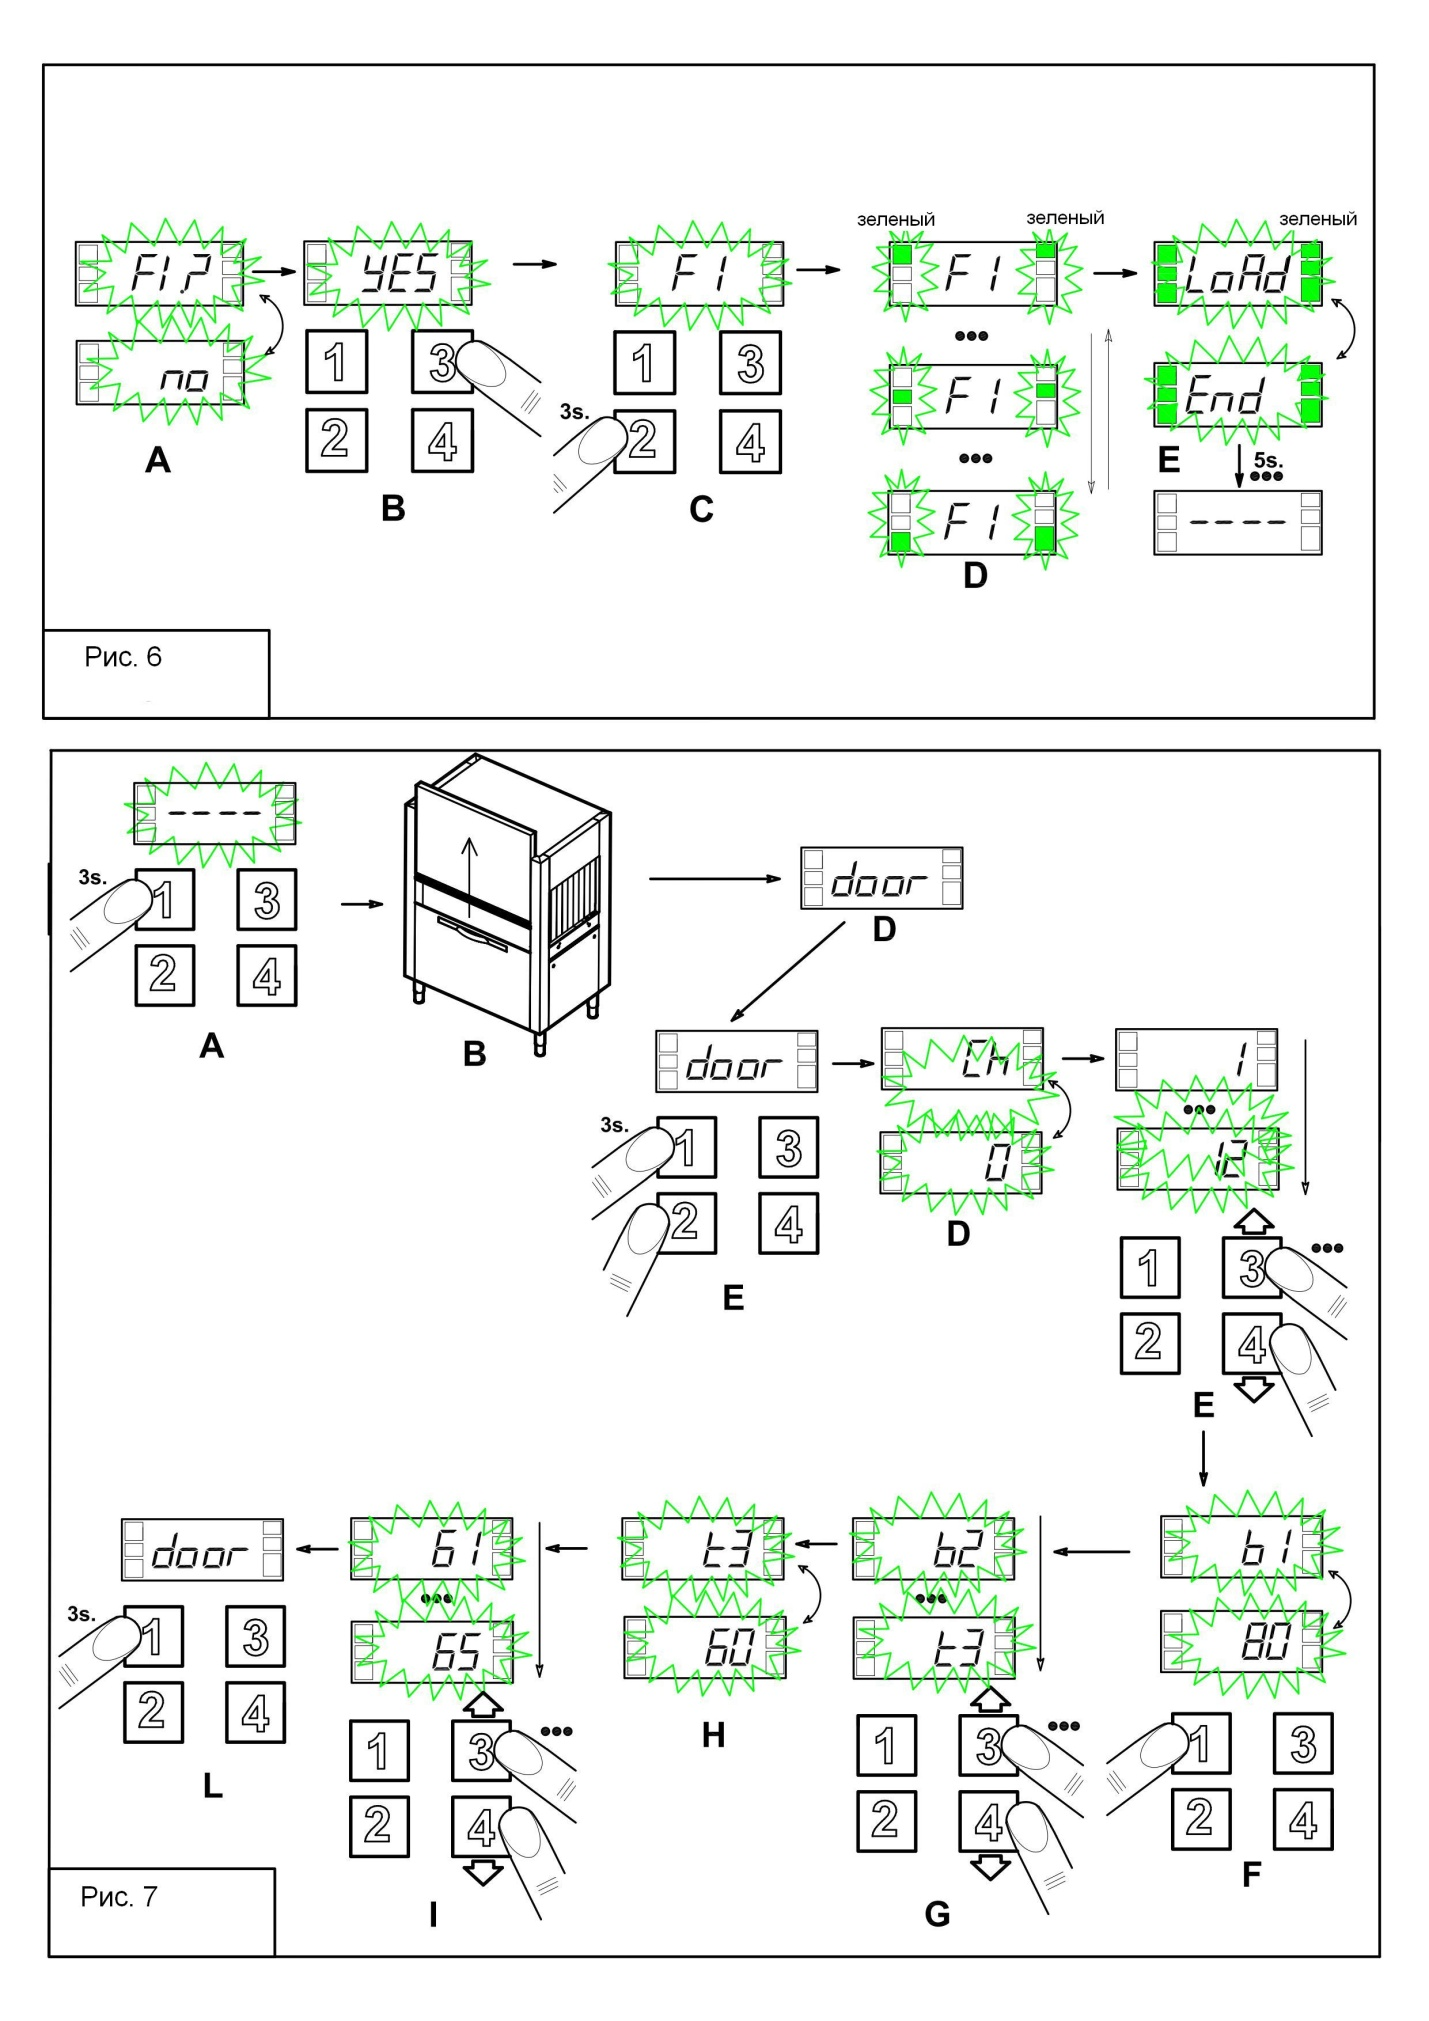 зеленый зеленый зеленый
F1.? YES F1 F1 LoAd
1 3 1 3
no F1 End
3s.
2 4 2 4
A E 5s.
B C F1 ----
D
Рис. 6
----
3s. 1 3 door
D
2 4
A B
door Ch 1
3s. 1 3 0 12
2 4 D
E 1 3
2 4
E
door 61 t3 b2 b1
3s. 1 3 65 60 t3 80
2 4 1 3 H 1 3 1 3
L 2 4 2 4 2 4
F
I G
Рис. 7